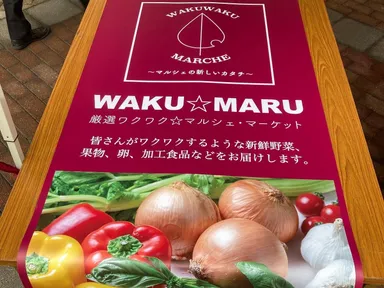 WAKUWAKU
MARCHE
〜マルシェの新しいカタチ〜
WAKU☆MARU
厳選ワクワク☆マルシェ・マーケット
皆さんがワクワクするような新鮮野菜、
果物、卵、加工食品などをお届けします。